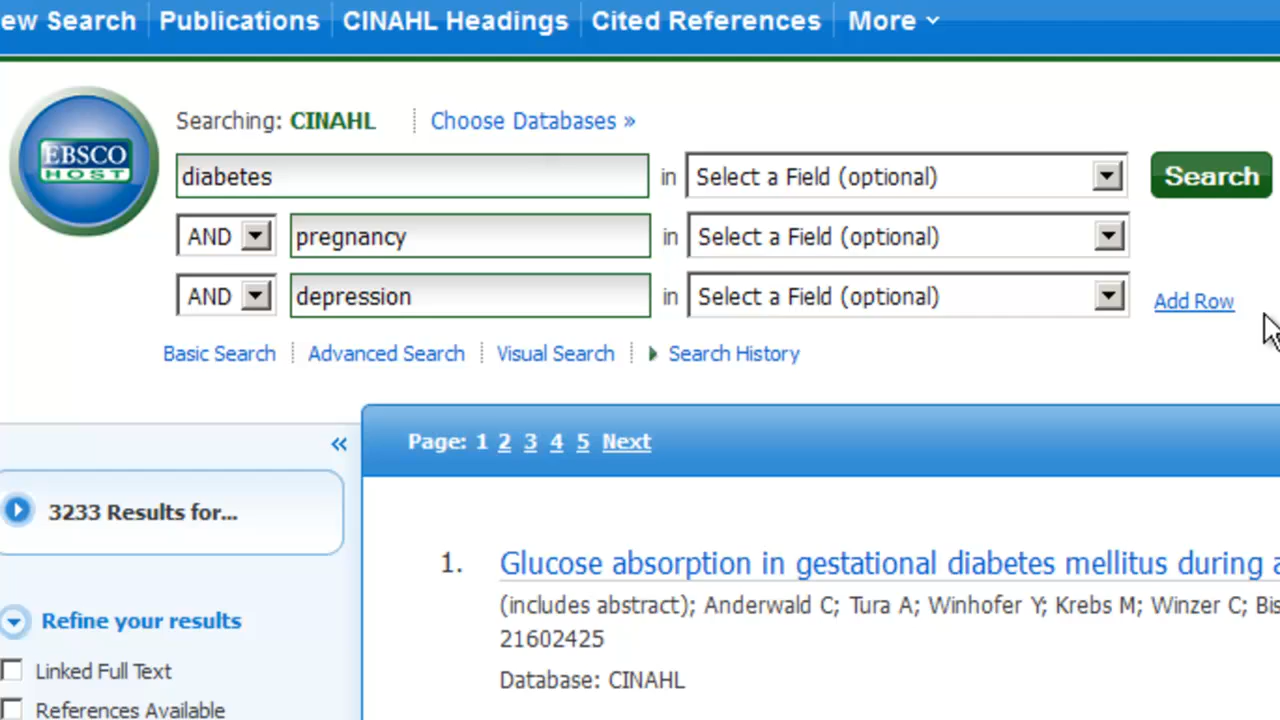 ew Search Publications CINAHL Headings Cited References More
EBSCO
HOST
Searching: CINAHL Choose Databases »
diabetes in Select a Field (optional) Search
AND pregnancy in Select a Field (optional)
AND depression in Select a Field (optional) Add Row
Basic Search Advanced Search Visual Search Search History
«
Page: 1 2 3 4 5 Next
3233 Results for...
1. Glucose absorption in gestational diabetes mellitus during a
(includes abstract); Anderwald C; Tura A; Winhofer Y; Krebs M; Winzer C; Bis
21602425
Database: CINAHL
Refine your results
Linked Full Text
References Available